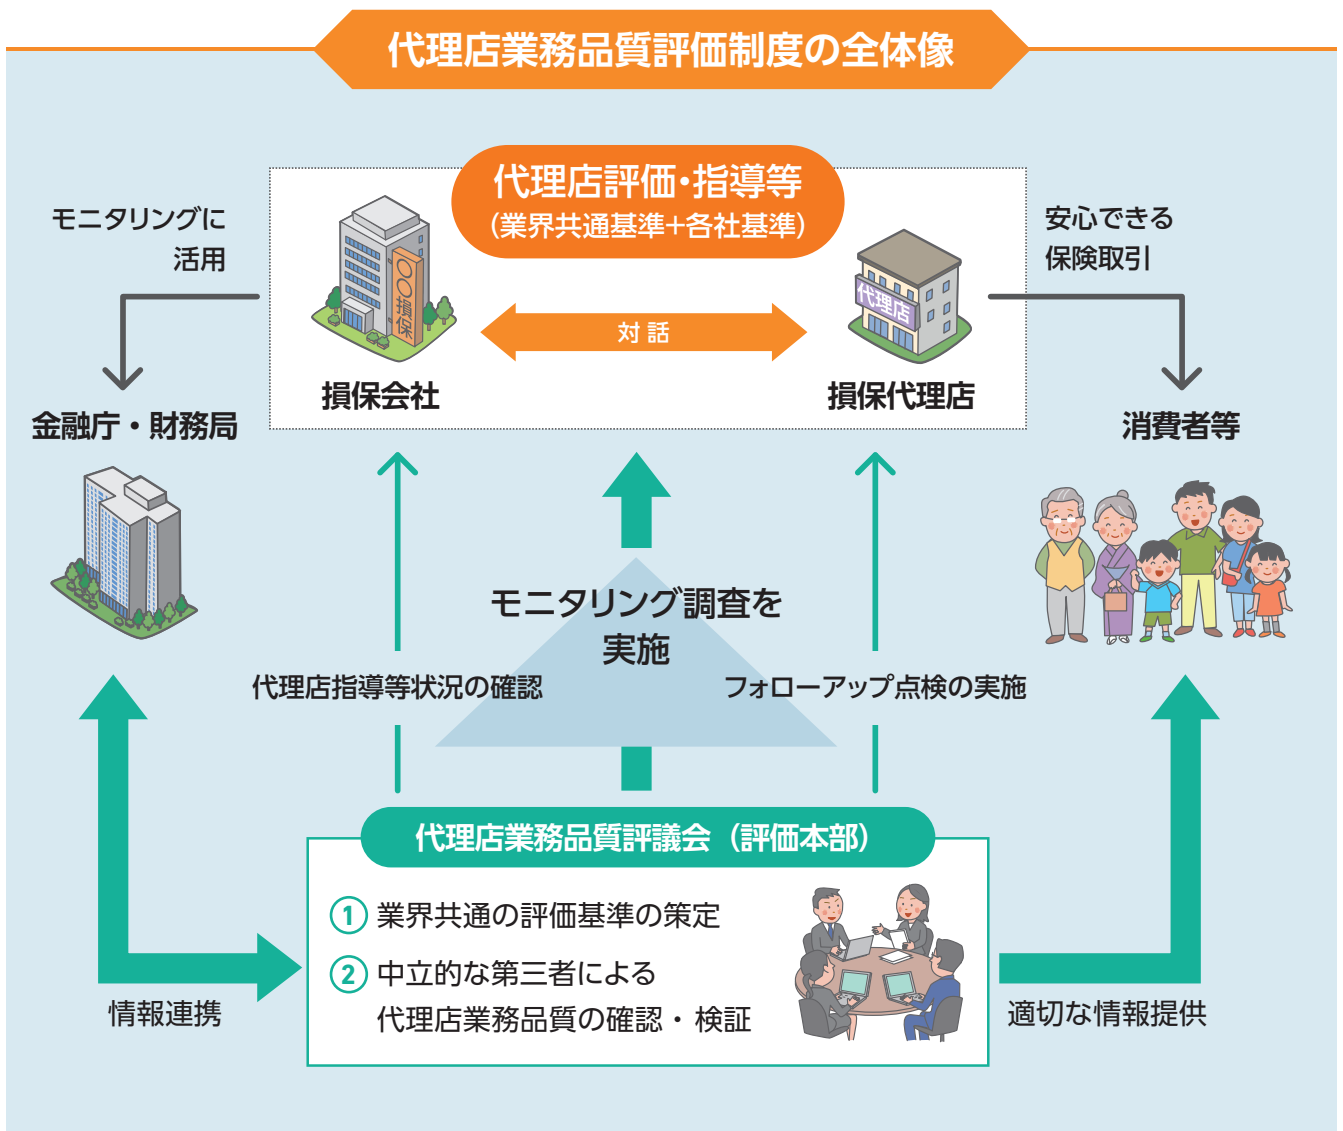 代理店業務品質評価制度の全体像
代理店評価・指導等
(業界共通基準+各社基準)
モニタリングに
活用
安心できる
保険取引
〇〇損保
代理店
対話
損保会社
損保代理店
金融庁・財務局
消費者等
モニタリング調査を
実施
代理店指導等状況の確認
フォローアップ点検の実施
代理店業務品質評議会（評価本部）
① 業界共通の評価基準の策定
② 中立的な第三者による
代理店業務品質の確認・検証
情報連携
適切な情報提供